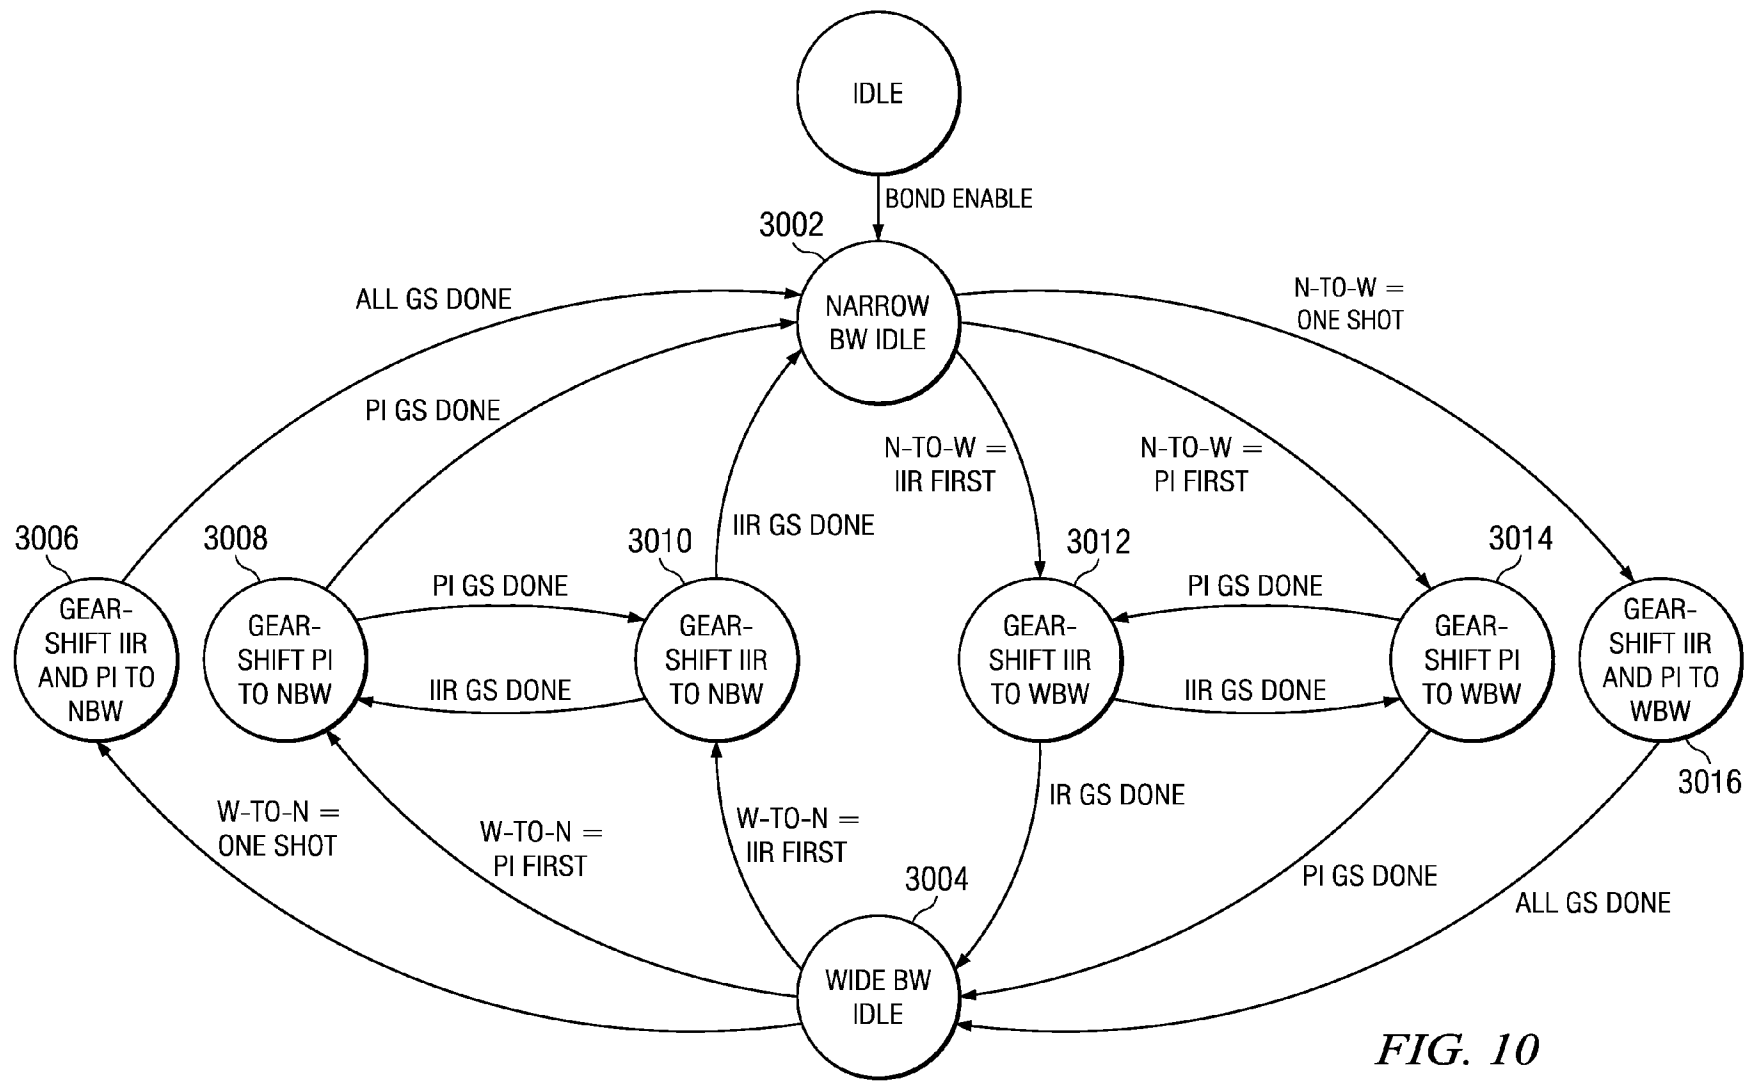 IDLE
BOND ENABLE
3002
NARROW
BW IDLE
ALL GS DONE
N-TO-W =
ONE SHOT
PI GS DONE
N-TO-W =
IIR FIRST
N-TO-W =
PI FIRST
IIR GS DONE
3006
GEAR-
SHIFT IIR
AND PI TO
NBW
3008
GEAR-
SHIFT PI
TO NBW
PI GS DONE
IIR GS DONE
3010
GEAR-
SHIFT IIR
TO NBW
3012
GEAR-
SHIFT IIR
TO WBW
PI GS DONE
IIR GS DONE
3014
GEAR-
SHIFT PI
TO WBW
GEAR-
SHIFT IIR
AND PI TO
WBW
3016
W-TO-N =
ONE SHOT
W-TO-N =
PI FIRST
W-TO-N =
IIR FIRST
IR GS DONE
PI GS DONE
ALL GS DONE
3004
WIDE BW
IDLE
FIG. 10